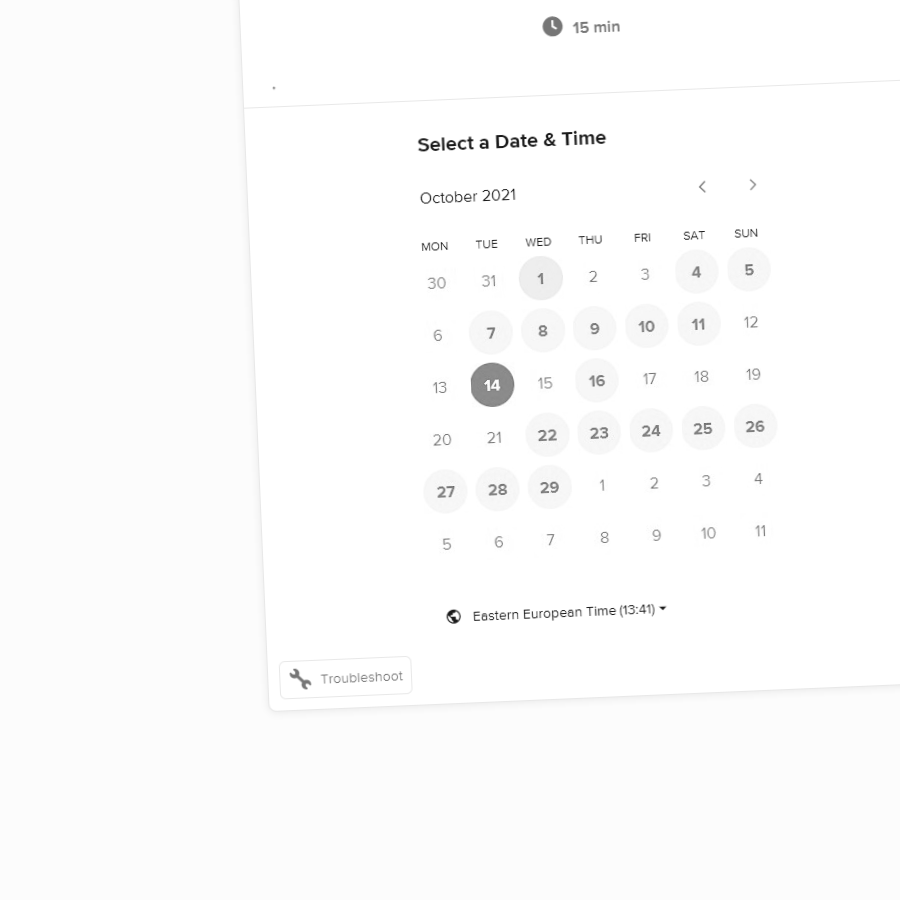 15 min
Select a Date & Time
October 2021
MON TUE WED THU FRI SAT SUN
30 31 1 2 3 4 5
6 7 8 9 10 11 12
13 14 15 16 17 18 19
20 21 22 23 24 25 26
27 28 29 1 2 3 4
5 6 7 8 9 10 11
Eastern European Time (13:41)
Troubleshoot